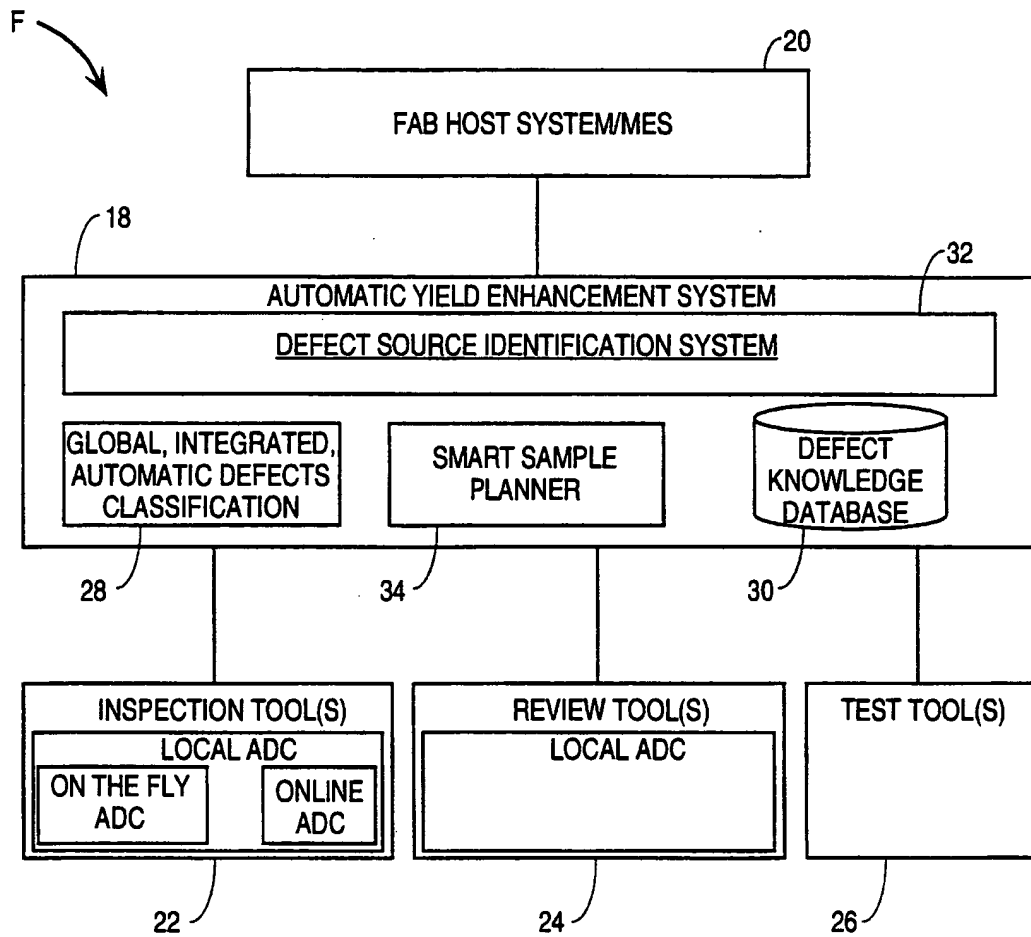 F
20
FAB HOST SYSTEM/MES
18
32
AUTOMATIC YIELD ENHANCEMENT SYSTEM
DEFECT SOURCE IDENTIFICATION SYSTEM
GLOBAL, INTEGRATED,
AUTOMATIC DEFECTS
CLASSIFICATION
SMART SAMPLE
PLANNER
DEFECT
KNOWLEDGE
DATABASE
28
34
30
INSPECTION TOOL(S)
LOCAL ADC
ON THE FLY
ADC
ONLINE
ADC
REVIEW TOOL(S)
LOCAL ADC
TEST TOOL(S)
22
24
26